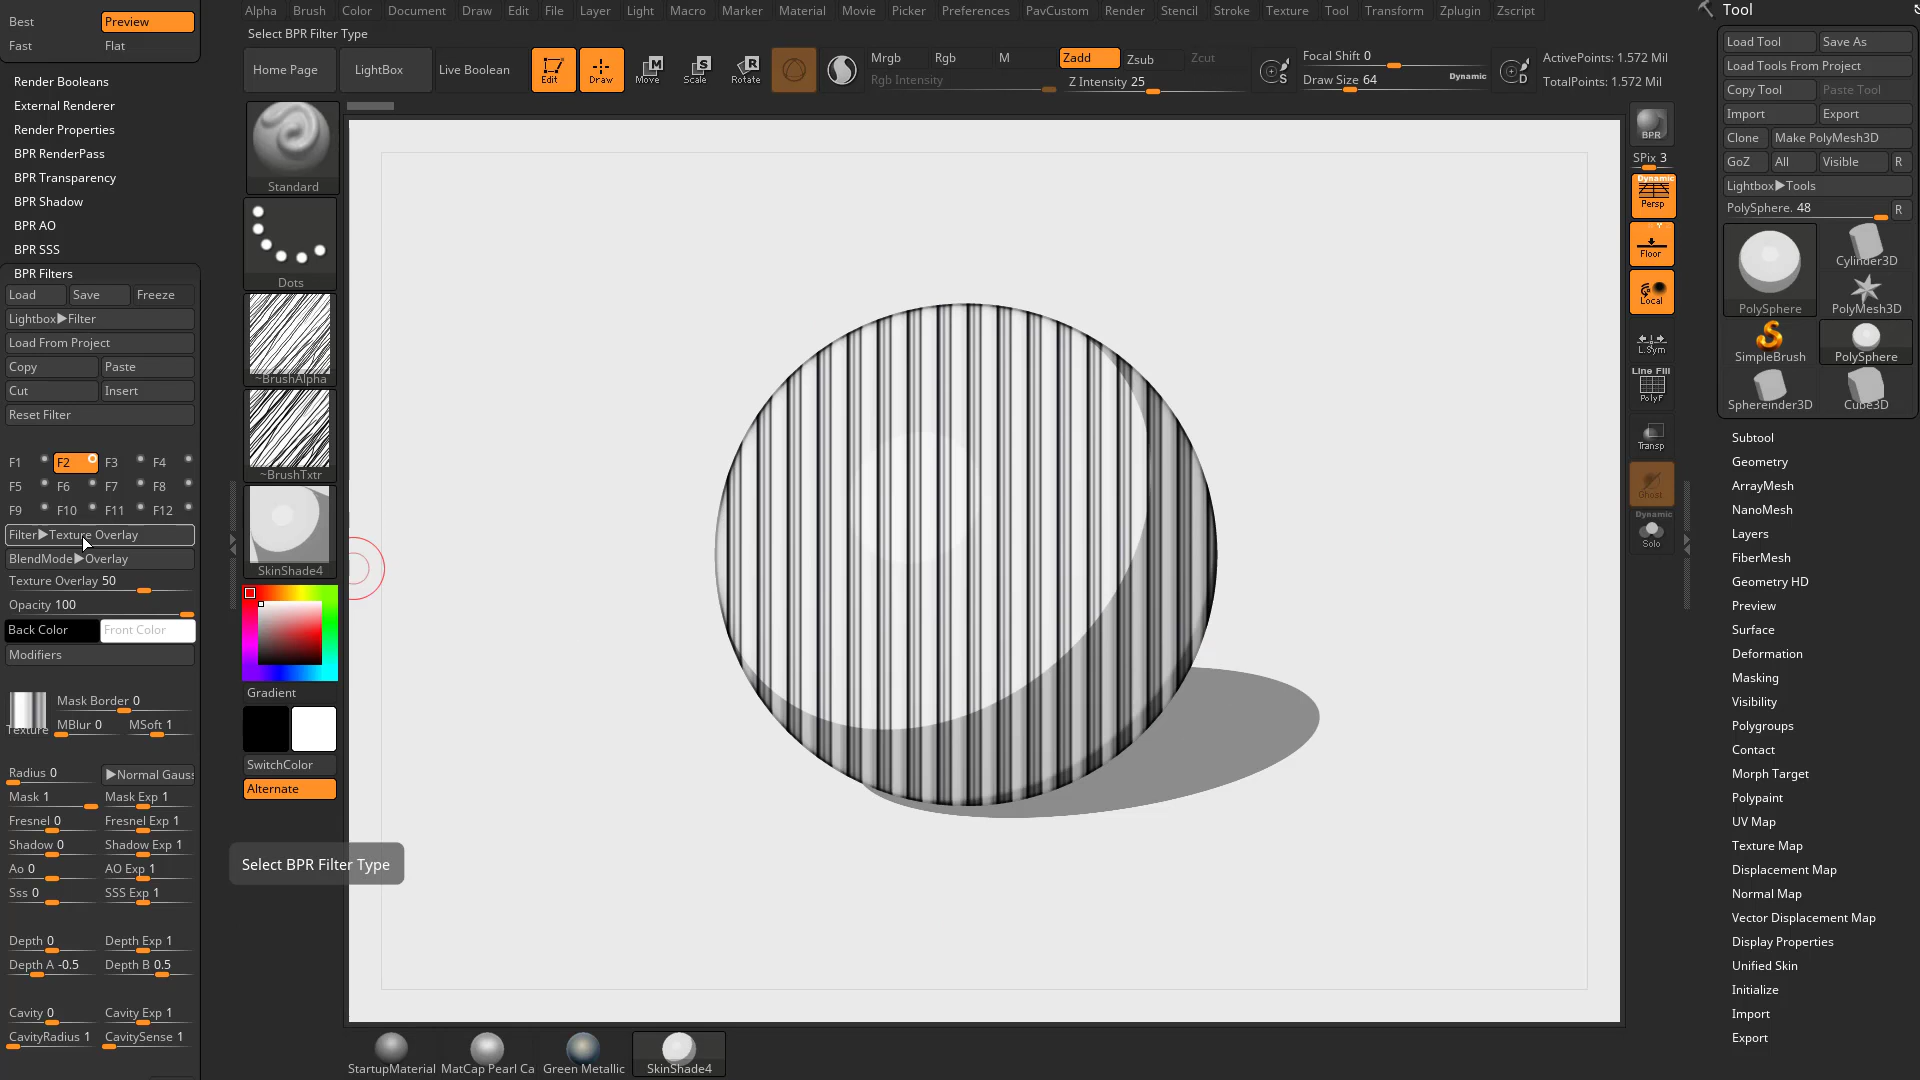 Alpha Brush Color Document Draw Edit File Layer Light Macro Marker Material Movie Picker Preferences PavCustom Render Stencil Stroke Texture Tool Transform Zplugin Zscript
Tool
Select BPR Filter Type
Best Preview
Fast Flat
Render Booleans
External Renderer
Render Properties
BPR RenderPass
BPR Transparency
BPR Shadow
BPR AO
BPR SSS
BPR Filters
Load Save Freeze
Lightbox▶Filter
Load From Project
Copy Paste
Cut Insert
Reset Filter
F1 F2 F3 F4
F5 F6 F7 F8
F9 F10 F11 F12
Filter▶Texture Overlay
BlendMode▶Overlay
Texture Overlay 50
Opacity 100
Back Color Front Color
Modifiers
Texture
Mask Border 0
MBlur 0 MSoft 1
Radius 0 ▶Normal Gauss
Mask 1 Mask Exp 1
Fresnel 0 Fresnel Exp 1
Shadow 0 Shadow Exp 1
Ao 0 AO Exp 1
Sss 0 SSS Exp 1
Depth 0 Depth Exp 1
Depth A -0.5 Depth B 0.5
Cavity 0 Cavity Exp 1
CavityRadius 1 CavitySense 1
Home Page LightBox Live Boolean
Edit Draw Move Scale Rotate
M S R
Mrgb Rgb M
Rgb Intensity
Zadd Zsub Zcut
Z Intensity 25
S
Focal Shift 0
Draw Size 64 Dynamic
D
ActivePoints: 1.572 Mil
TotalPoints: 1.572 Mil
Standard
Dots
~BrushAlpha
~BrushTxtr
SkinShade4
Gradient
SwitchColor
Alternate
Select BPR Filter Type
StartupMaterial MatCap Pearl Ca Green Metallic SkinShade4
BPR
SPix 3
Dynamic
Persp
Floor
Local
L.Sym
Line Fill
PolyF
Transp
Ghost
Dynamic
Solo
Load Tool Save As
Load Tools From Project
Copy Tool Paste Tool
Import Export
Clone Make PolyMesh3D
GoZ All Visible R
Lightbox▶Tools
PolySphere. 48 R
PolySphere Cylinder3D
PolyMesh3D
SimpleBrush PolySphere
Sphereinder3D Cube3D
Subtool
Geometry
ArrayMesh
NanoMesh
Layers
FiberMesh
Geometry HD
Preview
Surface
Deformation
Masking
Visibility
Polygroups
Contact
Morph Target
Polypaint
UV Map
Texture Map
Displacement Map
Normal Map
Vector Displacement Map
Display Properties
Unified Skin
Initialize
Import
Export